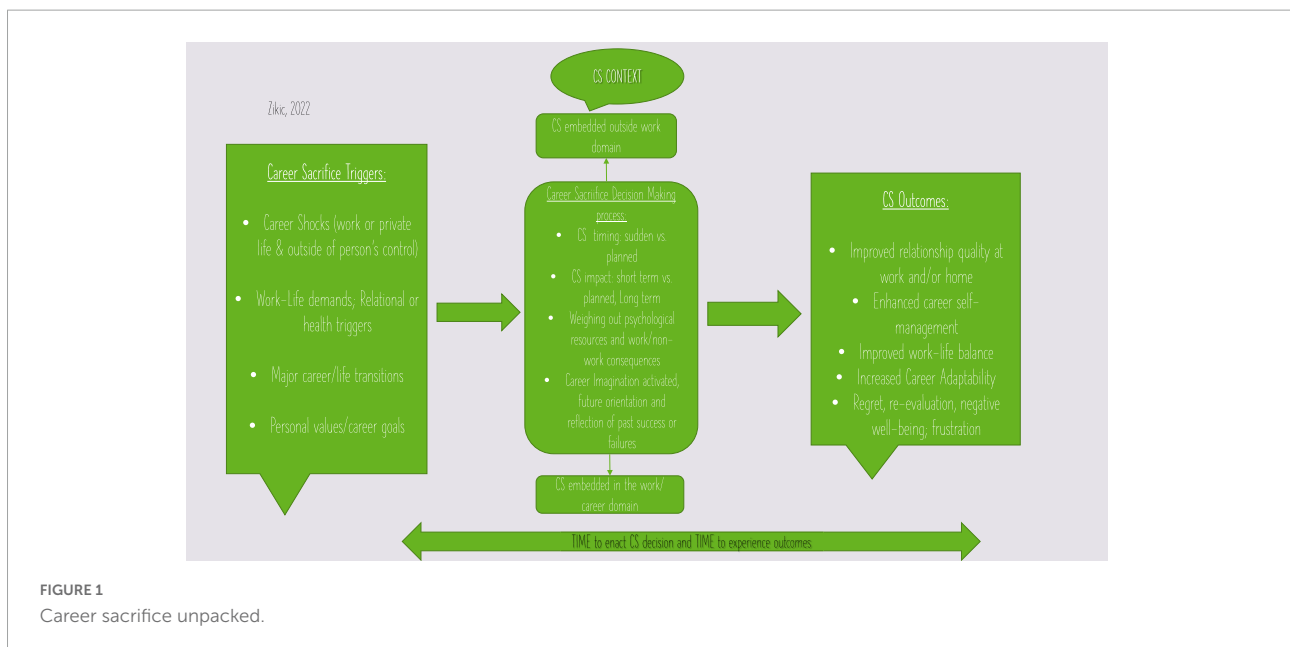 CS CONTEXT
Zikic, 2022
CS embedded outside work
domain
Career Sacrifice Triggers:
• Career Shocks (work or private
life & outside of person's control)
• Work-Life demands; Relational or
health triggers
• Major career/life transitions
• Personal values/career goals
Career Sacrifice Decision Making
process:
• CS timing: sudden vs.
planned
• CS impact: short term vs.
planned, Long term
• Weighing out psychological
resources and work/non-
work consequences
• Career Imagination activated,
future orientation and
reflection of past success or
failures
CS embedded in the work/
career domain
CS Outcomes:
• Improved relationship quality at
work and/or home
• Enhanced career self-
management
• Improved work-life balance
• Increased Career Adaptability
• Regret, re-evaluation, negative
well-being; frustration
TIME to enact CS decision and TIME to experience outcomes
FIGURE 1
Career sacrifice unpacked.